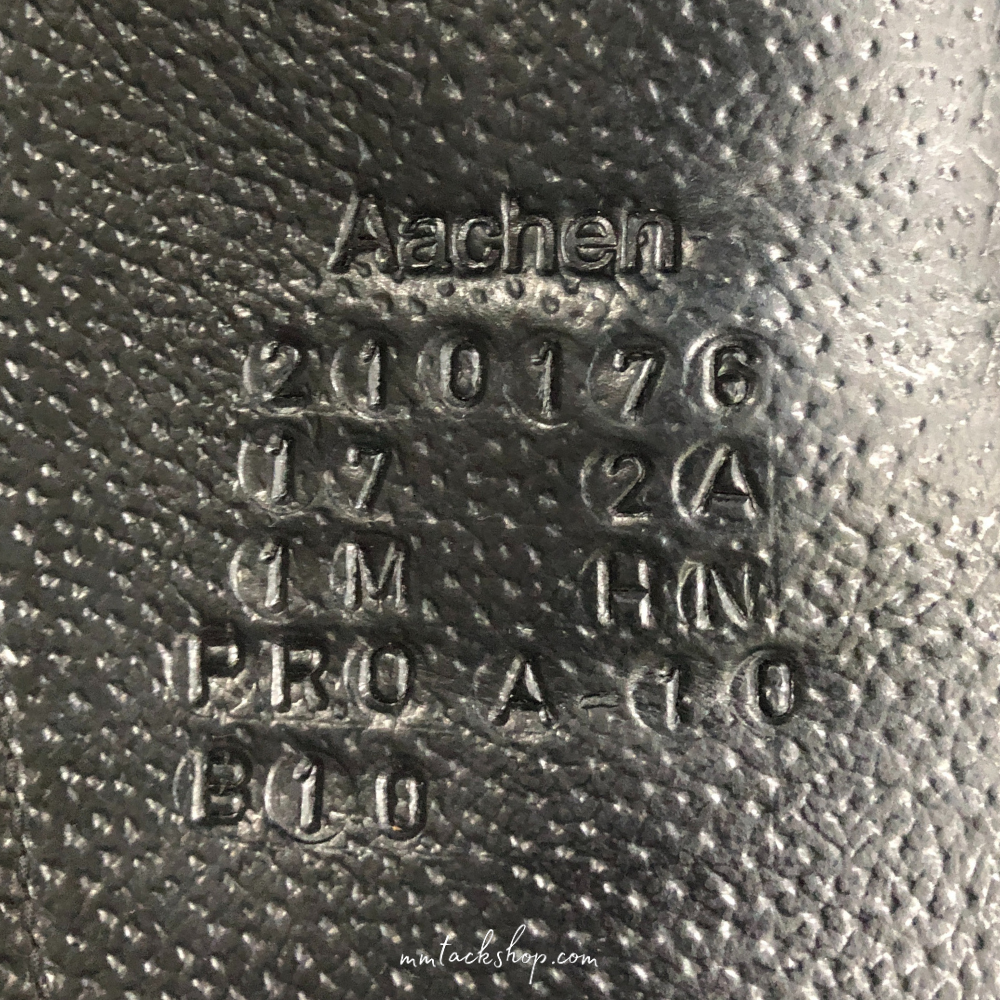 Aachen
210176
17 2A
1M HN
PRO A-10
B10
mmtackshop.com